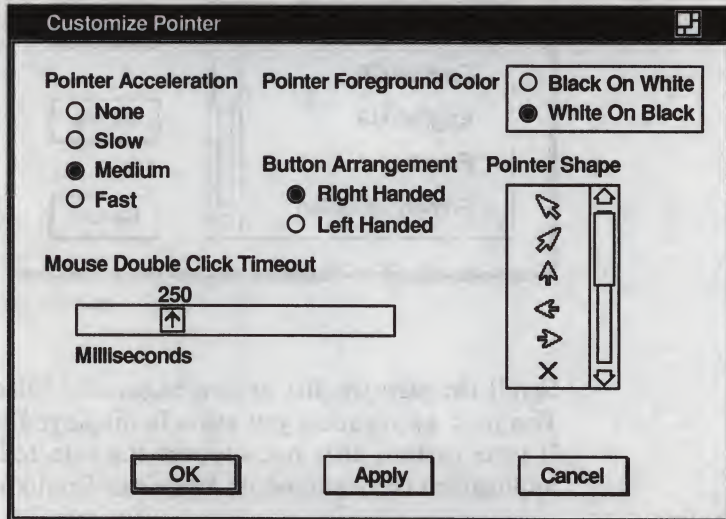 Customize Pointer
Pointer Acceleration
None
Slow
Medium
Fast
Pointer Foreground Color
Black On White
White On Black
Button Arrangement
Right Handed
Left Handed
Pointer Shape
Mouse Double Click Timeout
250
Milliseconds
OK
Apply
Cancel